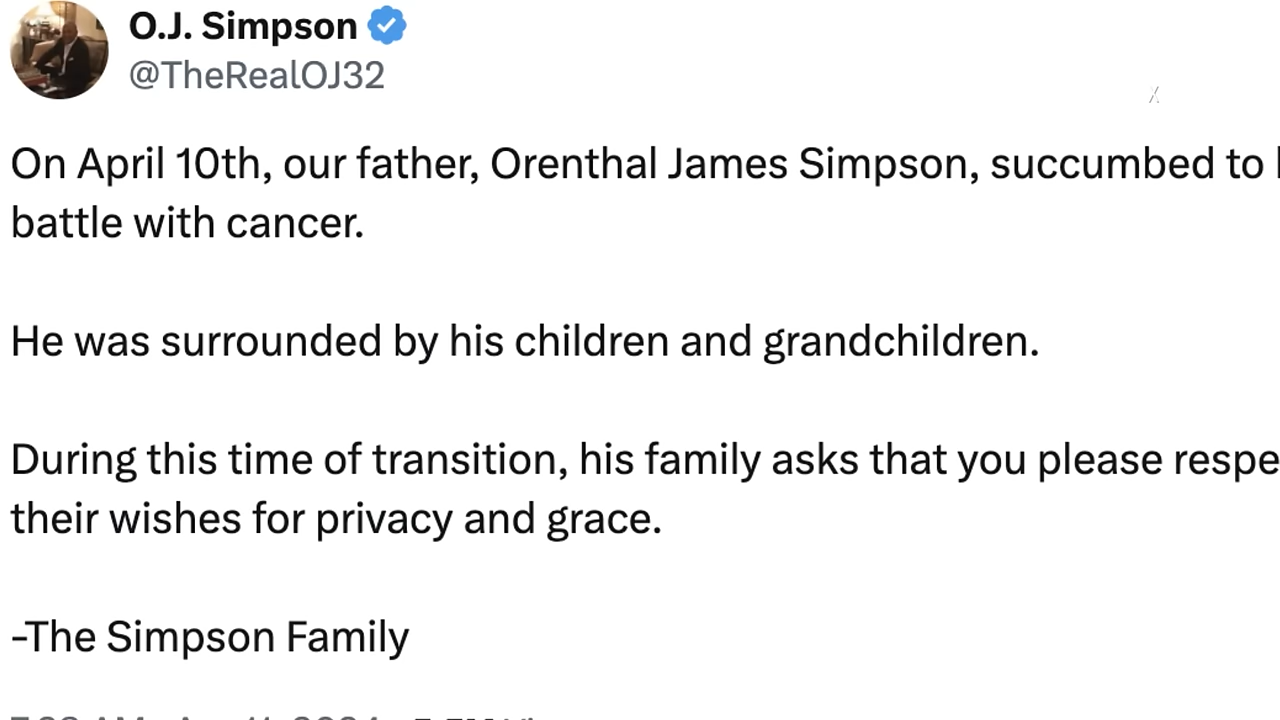 O.J. Simpson
@TheRealOJ32
On April 10th, our father, Orenthal James Simpson, succumbed to
battle with cancer.
He was surrounded by his children and grandchildren.
During this time of transition, his family asks that you please respe
their wishes for privacy and grace.
-The Simpson Family